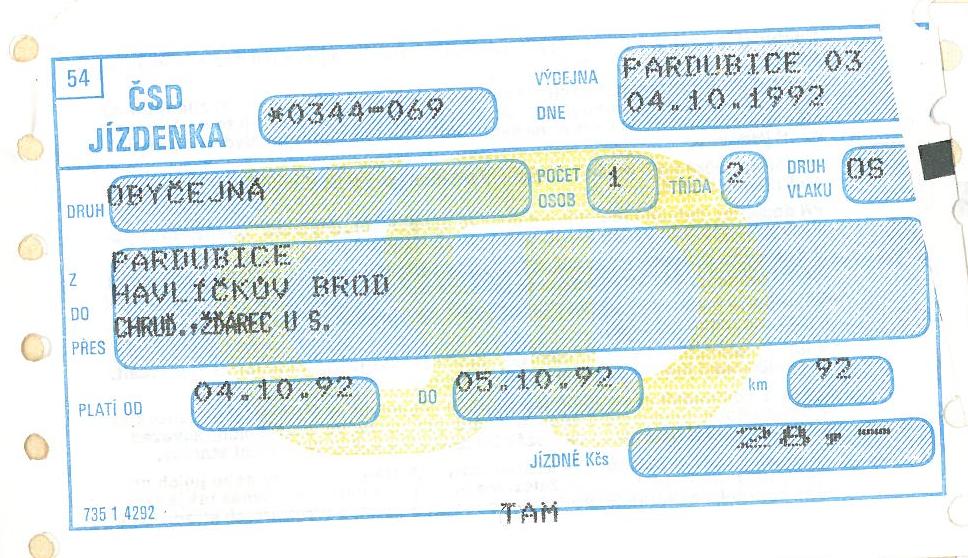 54
ČSD
JÍZDENKA
*0344-069
VÝDEJNA PARDUBICE 03
DNE 04.10.1992
DRUH OBYČEJNÁ POČET OSOB 1 TŘÍDA 2 DRUH VLAKU OS
Z PARDUBICE
DO HAVLÍČKŮV BROD
PŘES CHRUD.,ŽĎÁREC U S.
PLATÍ OD 04.10.92 DO 05.10.92 km 92
JÍZDNÉ Kčs 28,--
735 1 4292
TAM